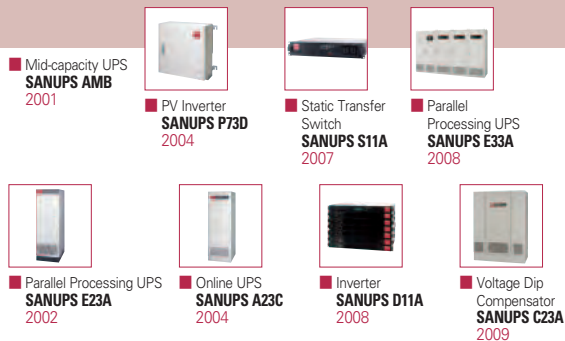 Mid-capacity UPS
SANUPS AMB
2001
PV Inverter
SANUPS P73D
2004
Static Transfer
Switch
SANUPS S11A
2007
Parallel
Processing UPS
SANUPS E33A
2008
Parallel Processing UPS
SANUPS E23A
2002
Online UPS
SANUPS A23C
2004
Inverter
SANUPS D11A
2008
Voltage Dip
Compensator
SANUPS C23A
2009